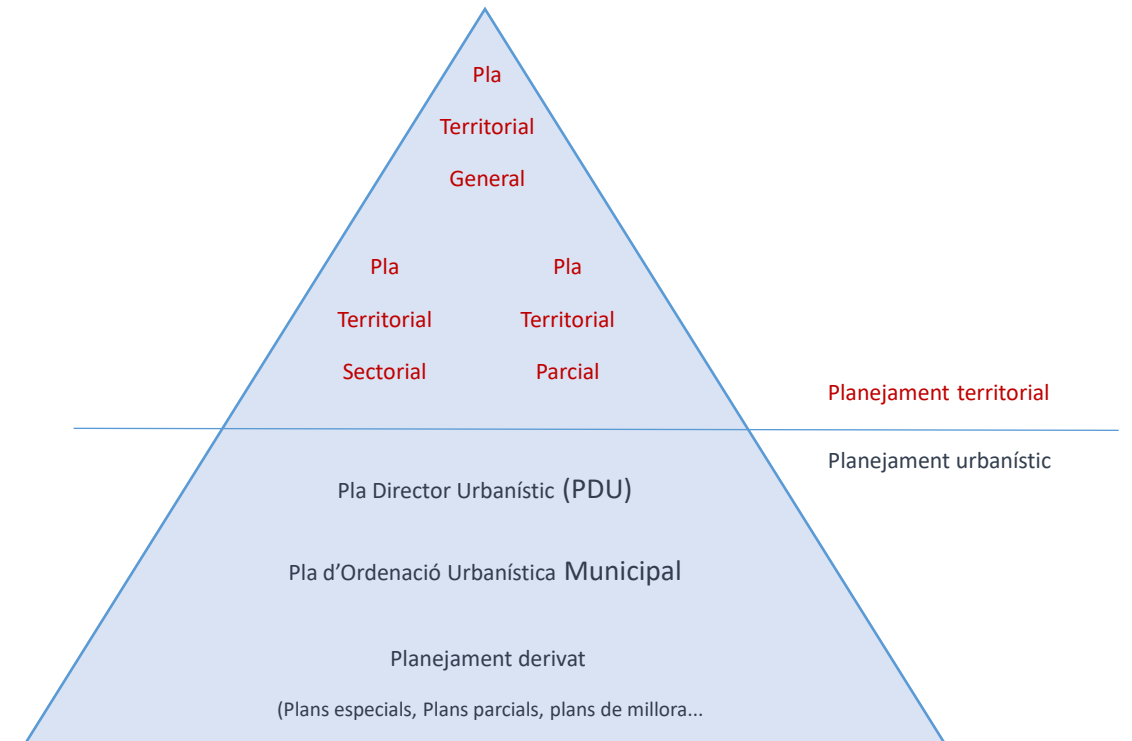 Pla
Territorial
General
Pla
Territorial
Sectorial
Pla
Territorial
Parcial
Planejament territorial
Planejament urbanístic
Pla Director Urbanístic (PDU)
Pla d’Ordenació Urbanística Municipal
Planejament derivat
(Plans especials, Plans parcials, plans de millora...